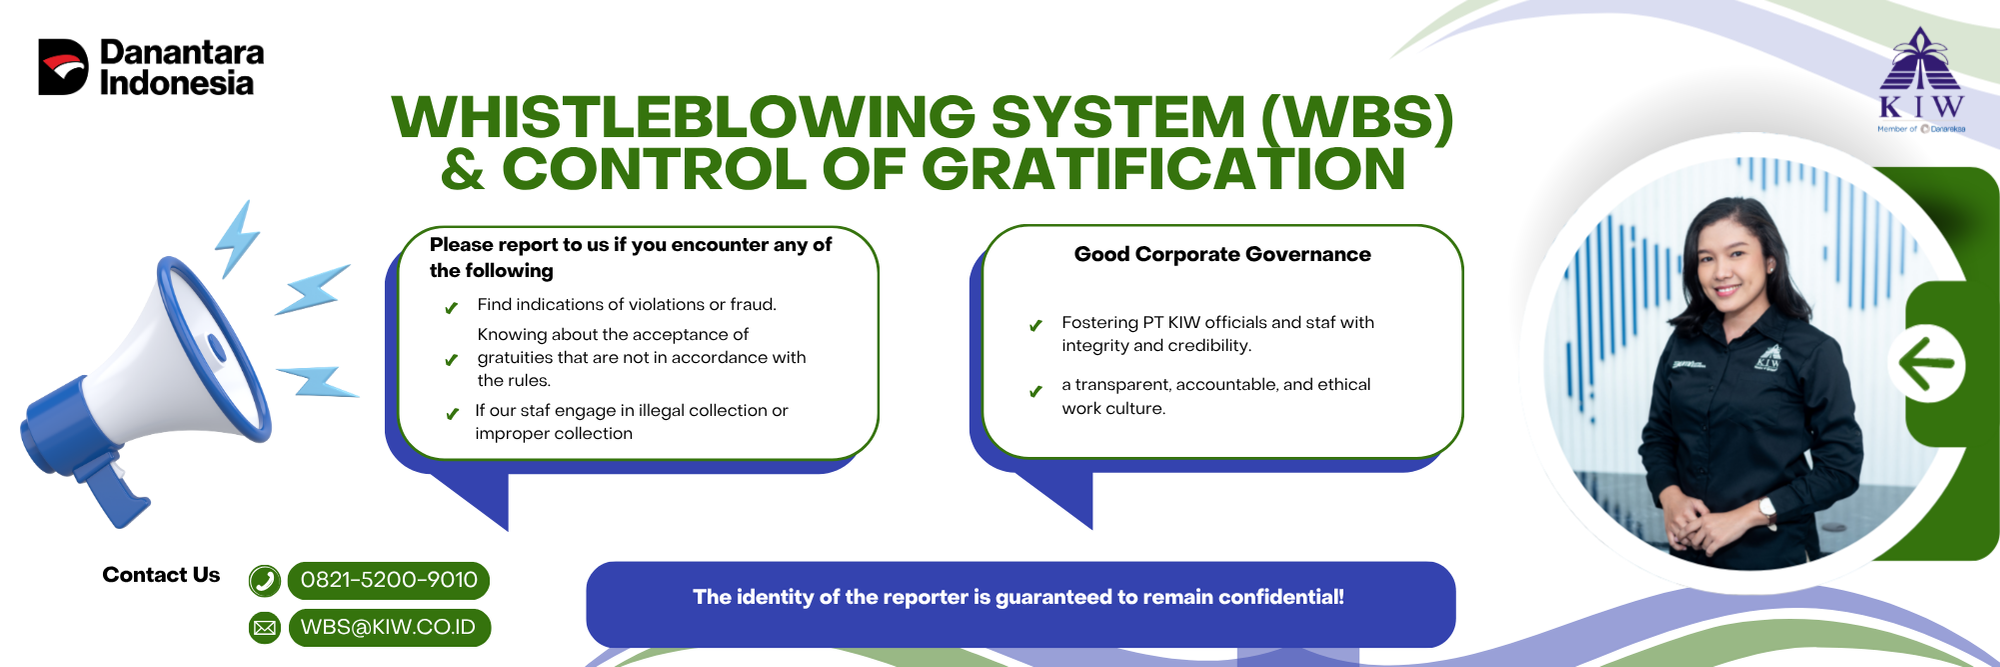 Danantara
Indonesia
KIW
Member of Danareksa
WHISTLEBLOWING SYSTEM (WBS)
& CONTROL OF GRATIFICATION
Please report to us if you encounter any of
the following
Find indications of violations or fraud.
Knowing about the acceptance of
gratuities that are not in accordance with
the rules.
If our staf engage in illegal collection or
improper collection
Good Corporate Governance
Fostering PT KIW officials and staf with
integrity and credibility.
a transparent, accountable, and ethical
work culture.
KIW
Contact Us
0821-5200-9010
WBS@KIW.CO.ID
The identity of the reporter is guaranteed to remain confidential!